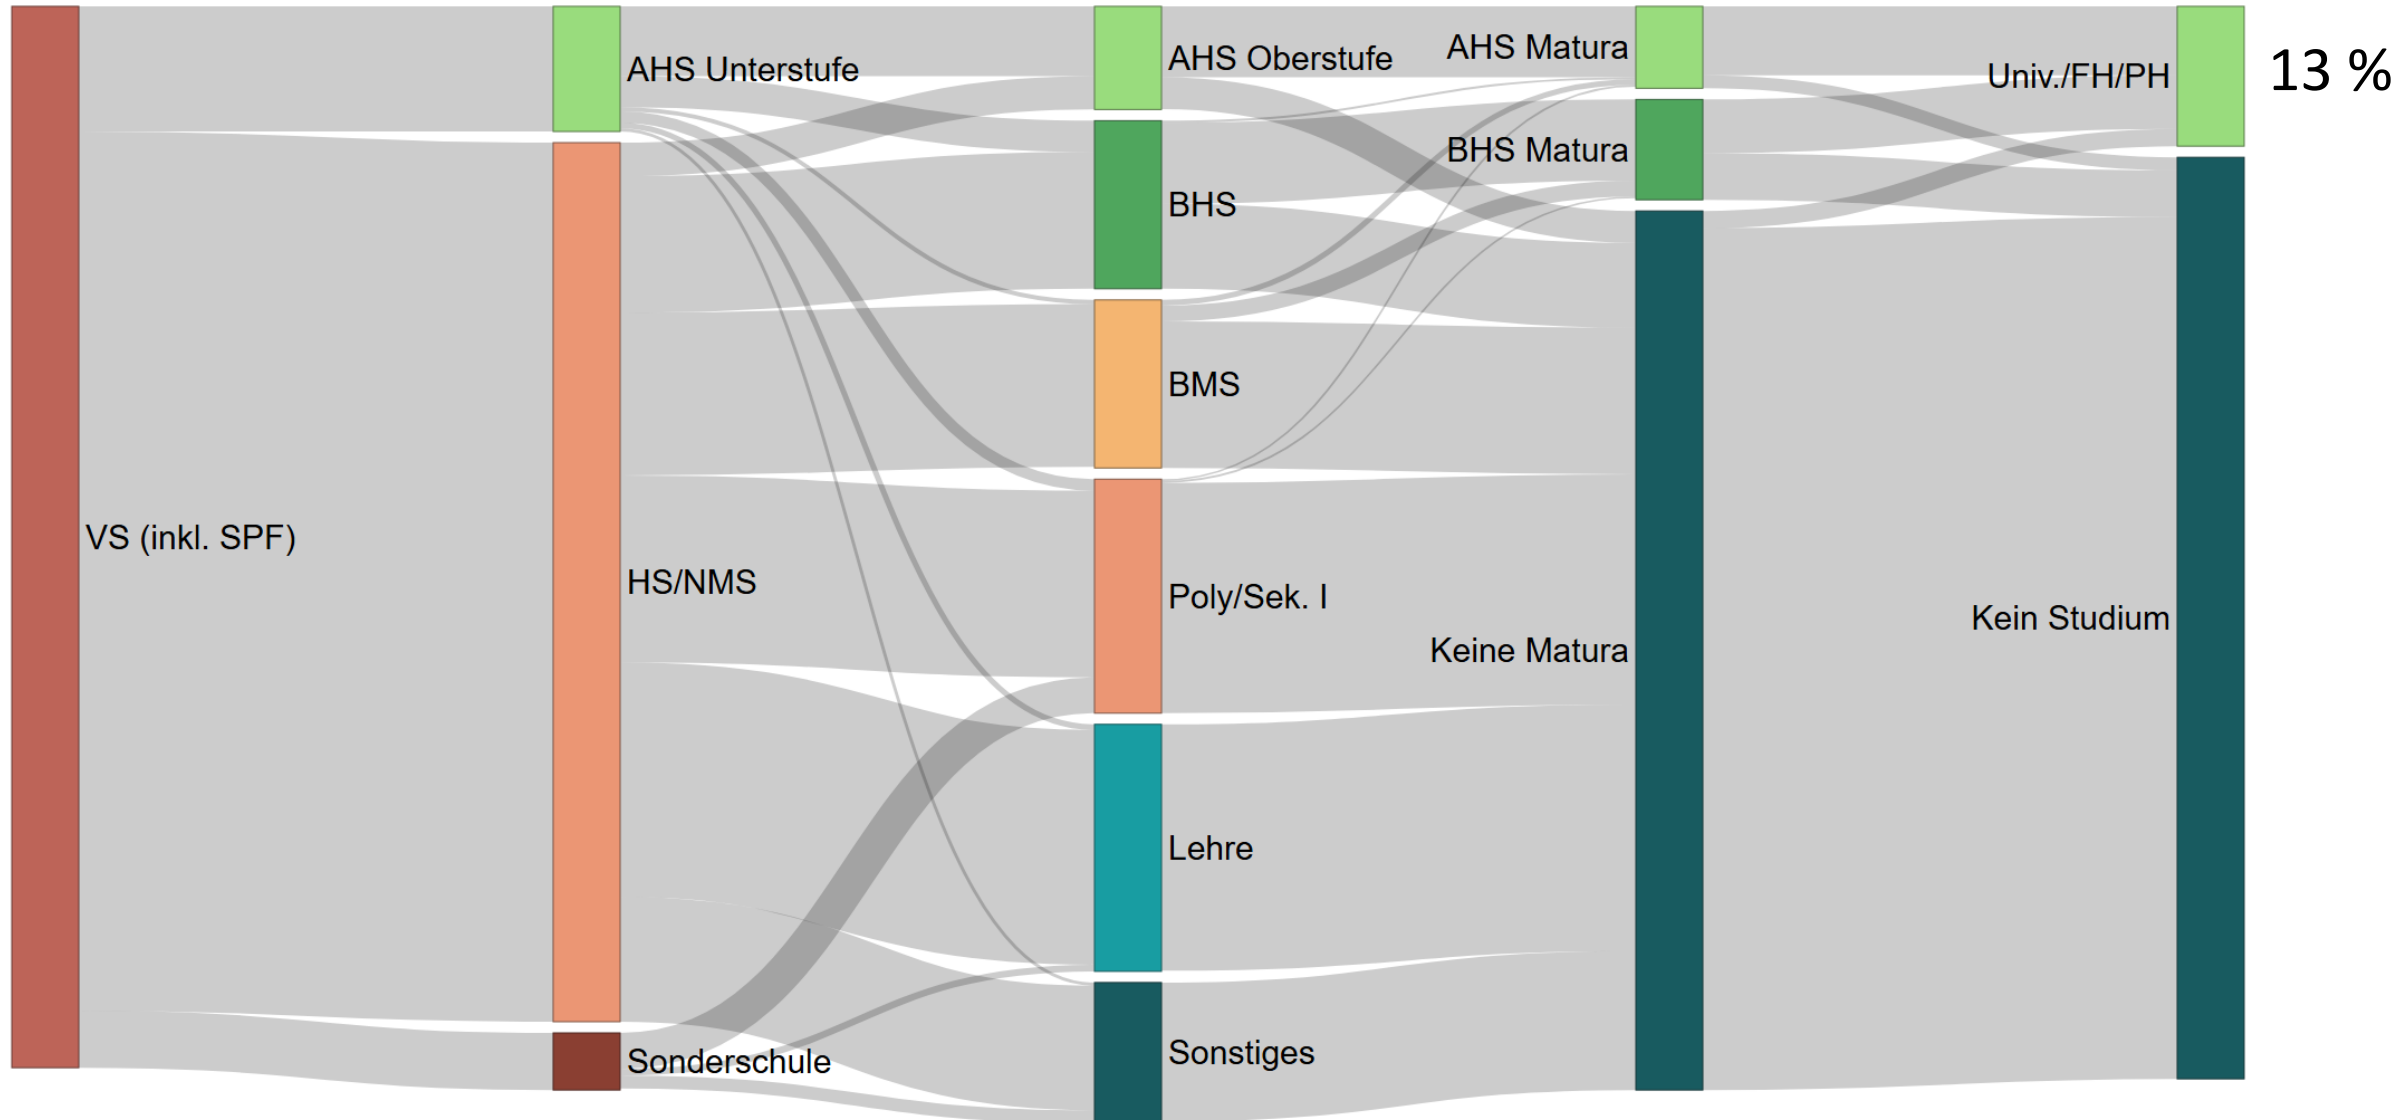 VS (inkl. SPF)
AHS Unterstufe
HS/NMS
Sonderschule
AHS Oberstufe
BHS
BMS
Poly/Sek. I
Lehre
Sonstiges
AHS Matura
BHS Matura
Keine Matura
Univ./FH/PH
Kein Studium
13 %